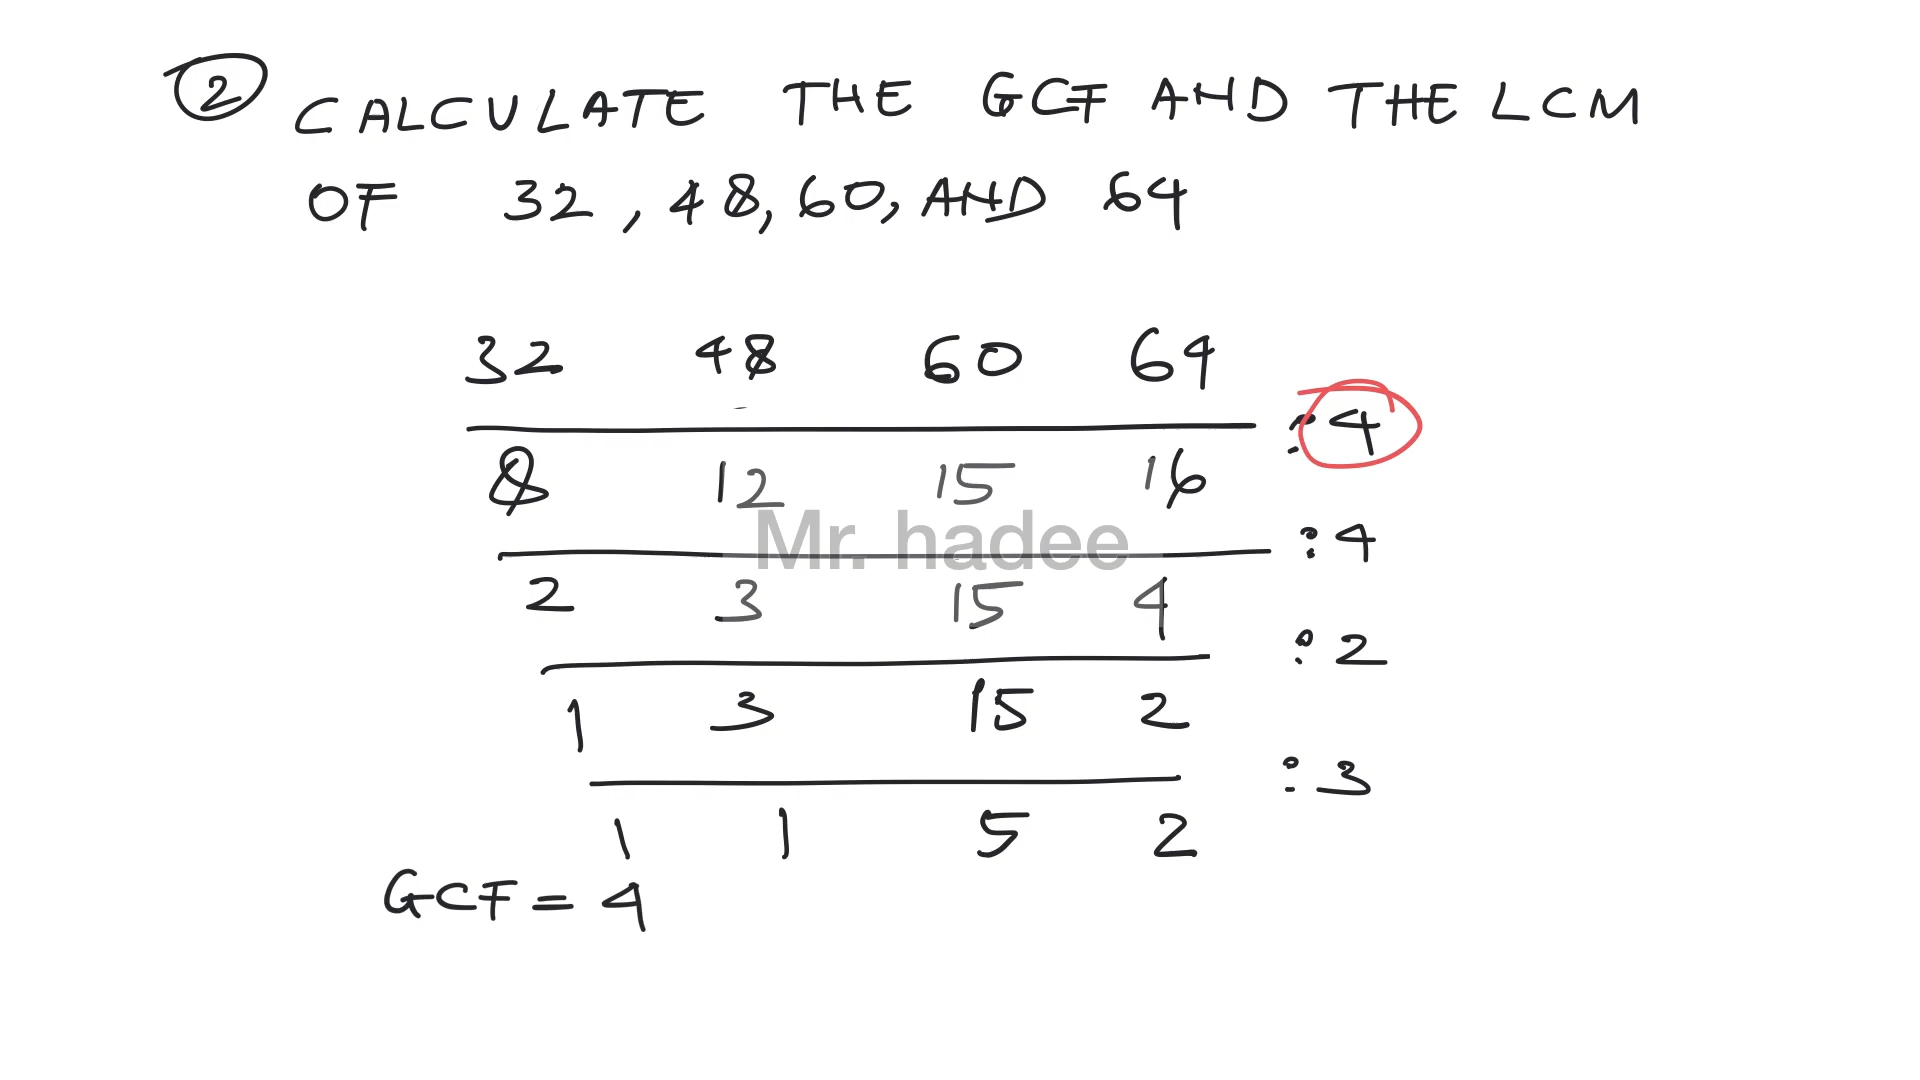 2 CALCULATE THE GCF AND THE LCM
OF 32, 48, 60, AND 64
32 48 60 64
:4
8 12 15 16
Mr. hadee
:4
2 3 15 4
:2
1 3 15 2
:3
1 1 5 2
GCF = 4